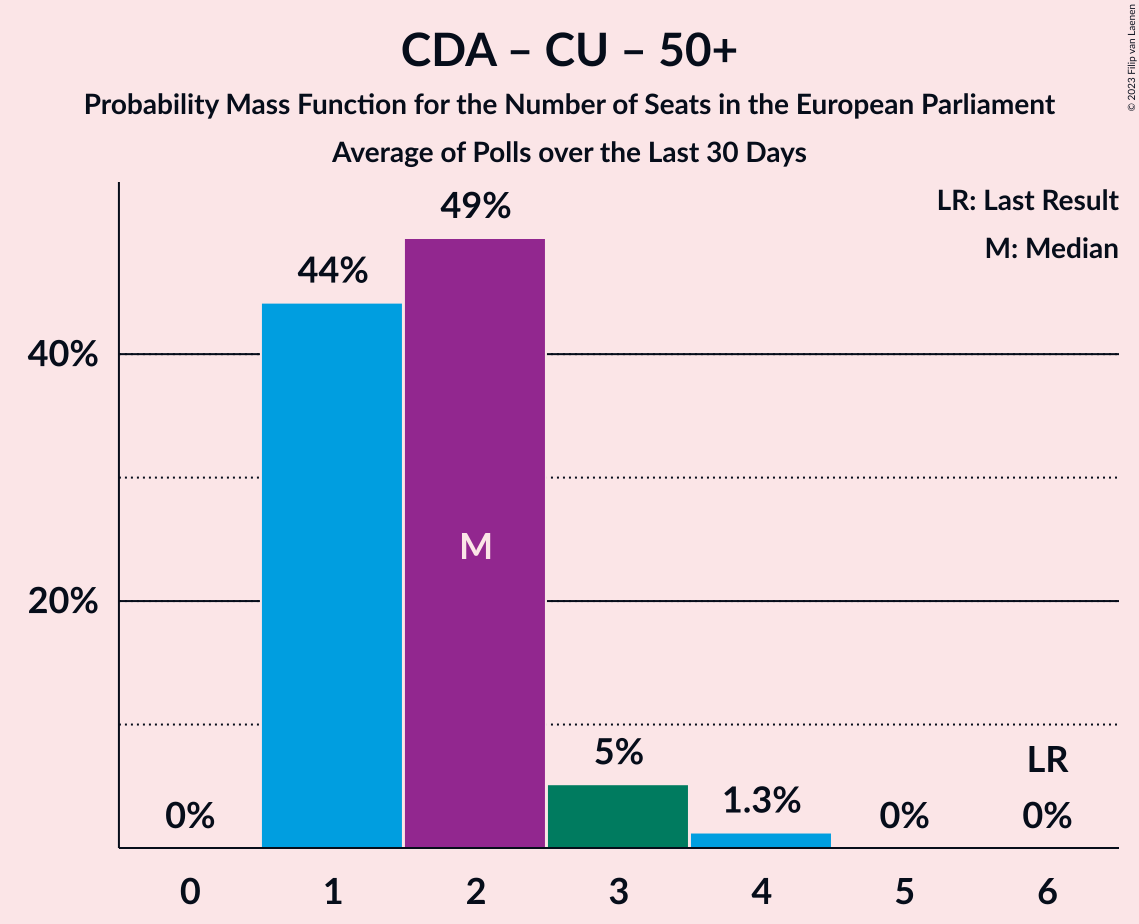 CDA – CU – 50+
Probability Mass Function for the Number of Seats in the European Parliament
Average of Polls over the Last 30 Days
© 2023 Filip van Laenen
LR: Last Result
M: Median
49%
44%
40%
M
20%
5%
LR
1.3%
0%
0%
0%
0
1
2
3
4
5
6